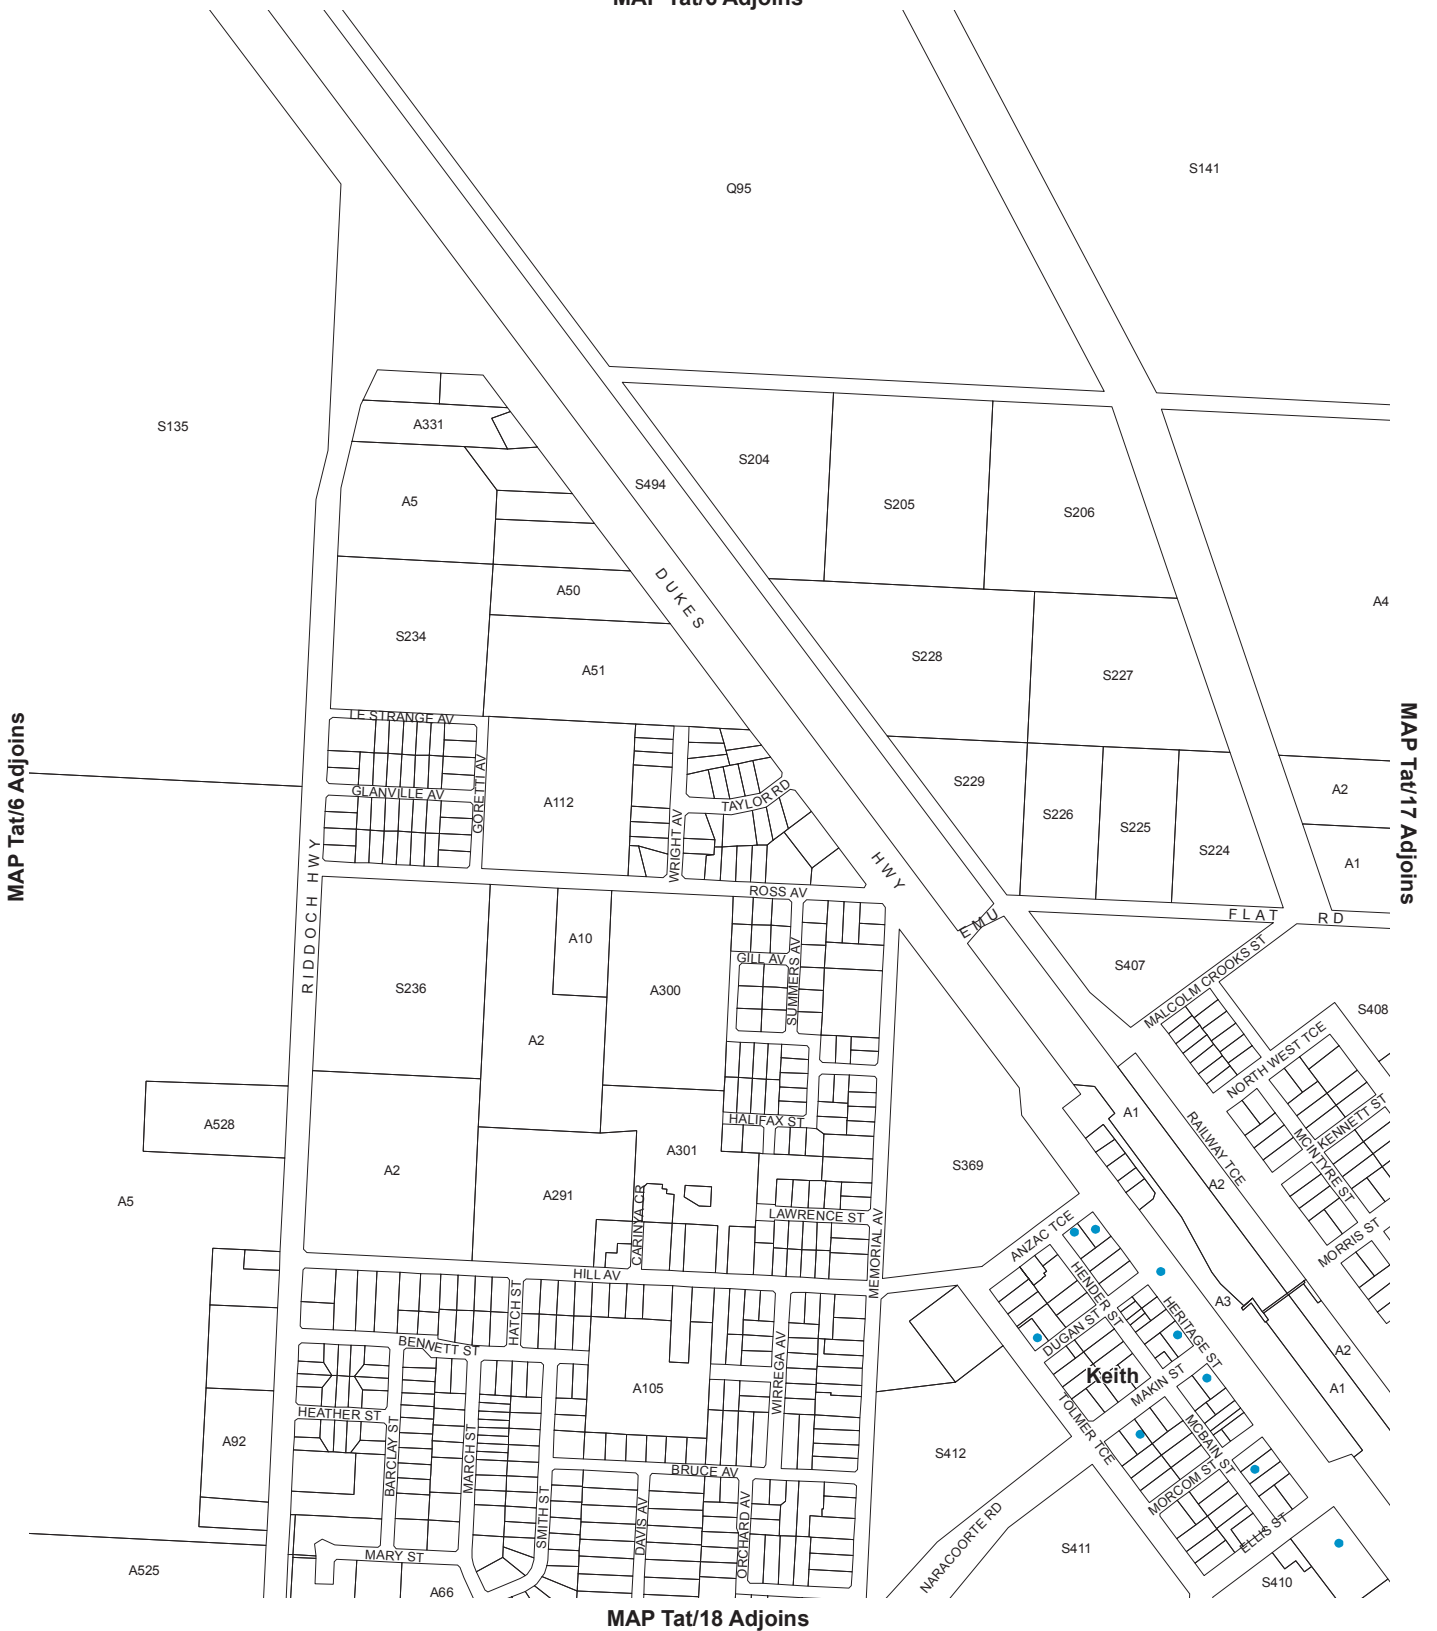 MAP Tat/6 Adjoins
S141
Q95
S135
A331
S204
S494
A5
S205
S206
DUKES
A50
A4
S234
S228
A51
S227
LE STRANGE AV
MAP Tat/6 Adjoins
MAP Tat/17 Adjoins
GORETTI AV
GLANVILLE AV
A112
TAYLOR RD
S229
A2
WRIGHT AV
S226
S225
S224
A1
RIDDOCH HWY
HWY
ROSS AV
EMU
FLAT
RD
A10
GILL AV
SUMMERS AV
S407
MALCOLM CROOKS ST
S236
A300
S408
A2
NORTH WEST TCE
A528
HALIFAX ST
A1
RAILWAY TCE
KENNETT ST
MCINTYRE ST
A2
A301
S369
A5
A291
CARINYA CR
A2
LAWRENCE ST
MEMORIAL AV
ANZAC TCE
MORRIS ST
HILL AV
HENDER ST
A3
HATCH ST
HERITAGE ST
DUGAN ST
BENNETT ST
WIRREGA AV
A2
A105
Keith
MAKIN ST
A1
HEATHER ST
TOLMER TCE
MCBAIN ST
A92
BARCLAY ST
MARCH ST
S412
BRUCE AV
MORCOM ST
SMITH ST
DAVIS AV
ORCHARD AV
NARACOORTE RD
ELLIS ST
S411
MARY ST
A525
A66
S410
MAP Tat/18 Adjoins